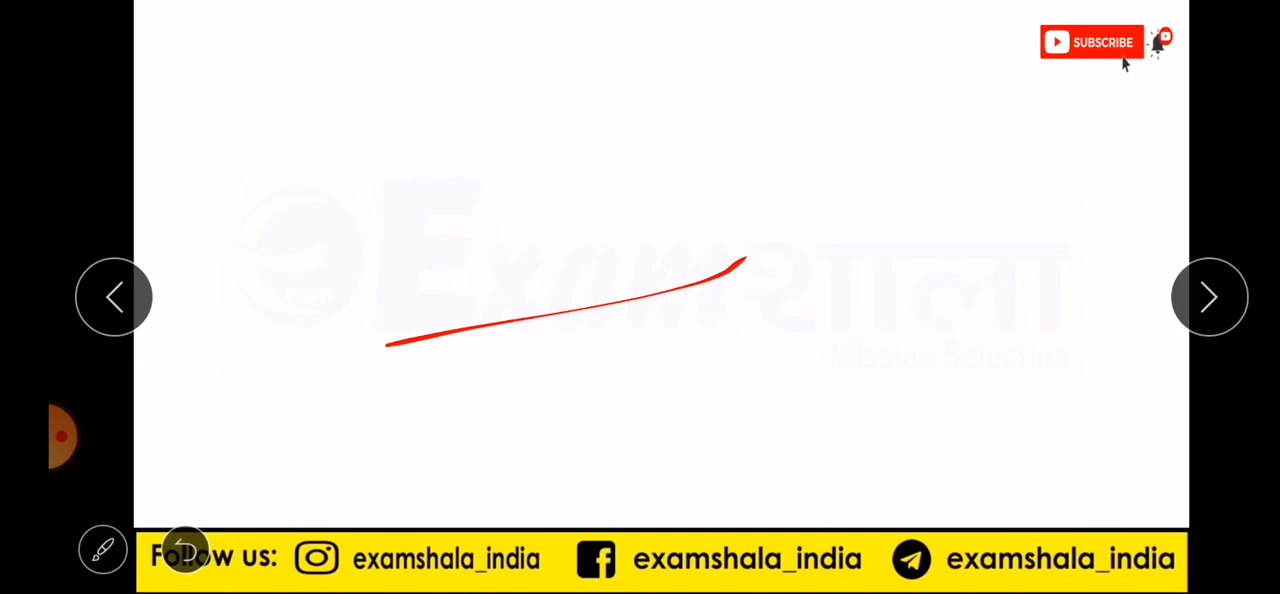 SUBSCRIBE
Examशाला
शाला
Mission Selection
Follow us: examshala_india examshala_india examshala_india